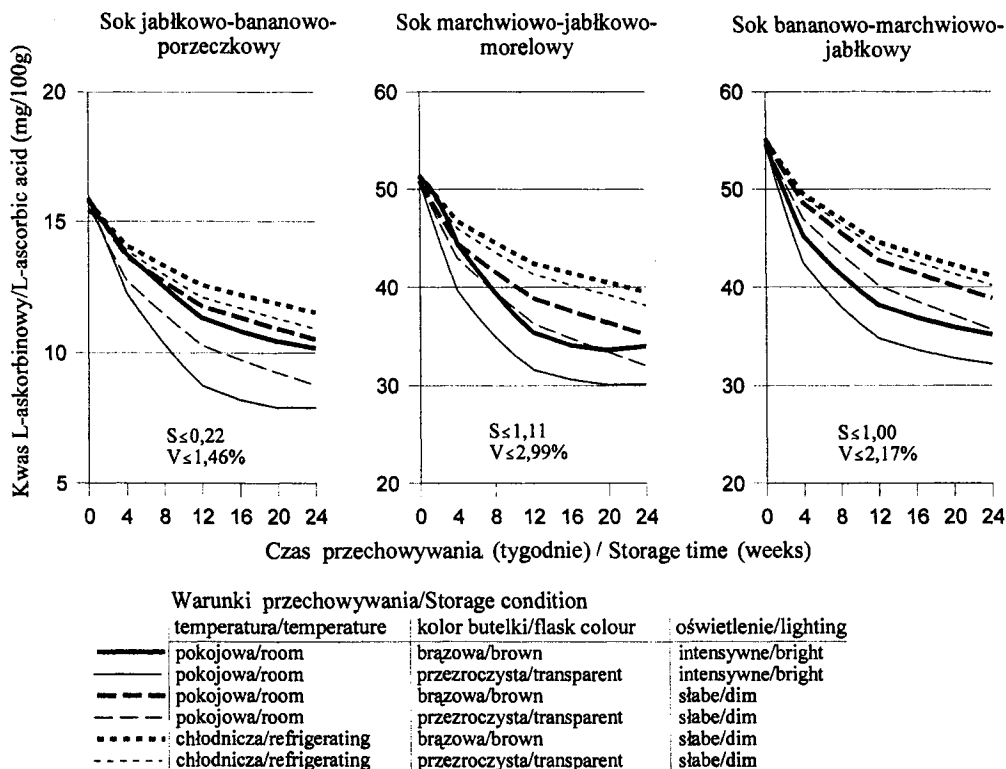 Sok jabłkowo-bananowo-
porzeczkowy
Sok marchwiowo-jabłkowo-
morelowy
Sok bananowo-marchwiowo-
jabłkowy
Kwas L-askorbinowy/L-ascorbic acid (mg/100g)
20
15
10
5
S≤0,22
V≤1,46%
0 4 8 12 16 20 24
60
50
40
30
20
S≤1,11
V≤2,99%
0 4 8 12 16 20 24
60
50
40
30
20
S≤1,00
V≤2,17%
0 4 8 12 16 20 24
Czas przechowywania (tygodnie) / Storage time (weeks)
Warunki przechowywania/Storage condition
temperatura/temperature kolor butelki/flask colour oświetlenie/lighting
pokojowa/room brązowa/brown intensywne/bright
pokojowa/room przezroczysta/transparent intensywne/bright
pokojowa/room brązowa/brown słabe/dim
pokojowa/room przezroczysta/transparent słabe/dim
chłodnicza/refrigerating brązowa/brown słabe/dim
chłodnicza/refrigerating przezroczysta/transparent słabe/dim